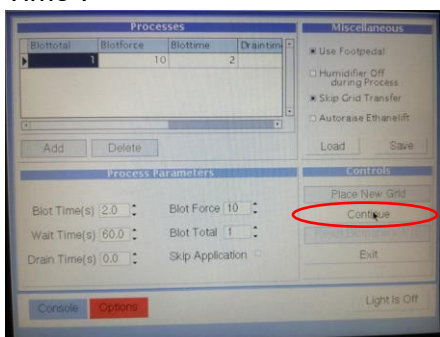 Processes
Blottotal Blotforce Blottime Draintim
1 10 2
Add Delete
Process Parameters
Blot Time(s) 2.0 Blot Force 10
Wait Time(s) 60.0 Blot Total 1
Drain Time(s) 0.0 Skip Application
Miscellaneous
Use Footpedal
Humidifier Off
during Process
Skip Grid Transfer
Autoraise Ethanelift
Load Save
Controls
Place New Grid
Continue
Exit
Console Options
Light Is Off